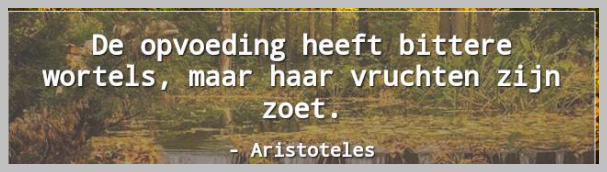 De opvoeding heeft bittere
wortels, maar haar vruchten zijn
zoet.
- Aristoteles